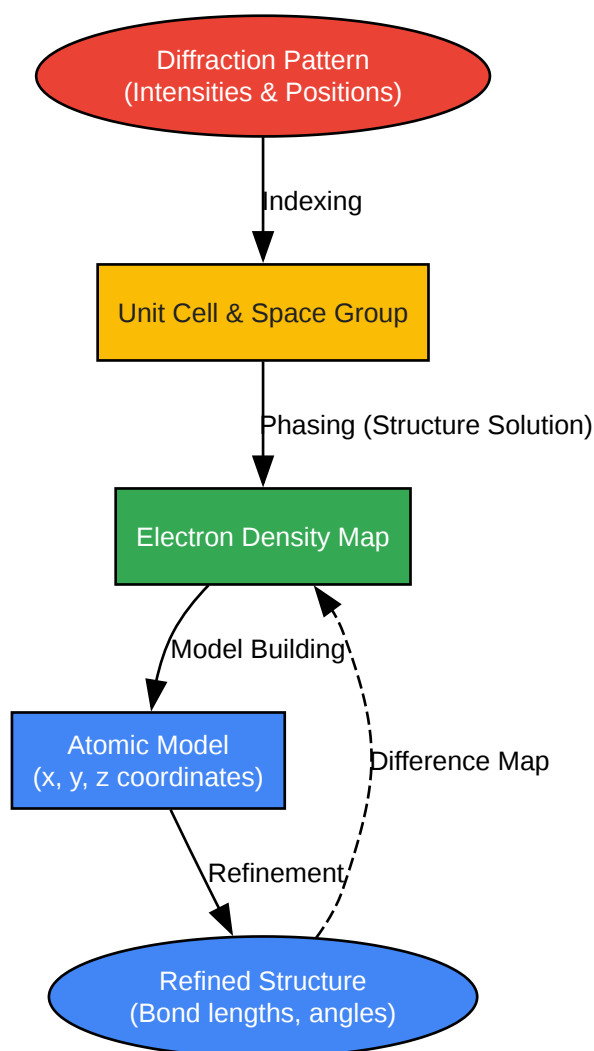 Diffraction Pattern
(Intensities & Positions)
Indexing
Unit Cell & Space Group
Phasing (Structure Solution)
Electron Density Map
Model Building
Atomic Model
(x, y, z coordinates)
Difference Map
Refinement
Refined Structure
(Bond lengths, angles)